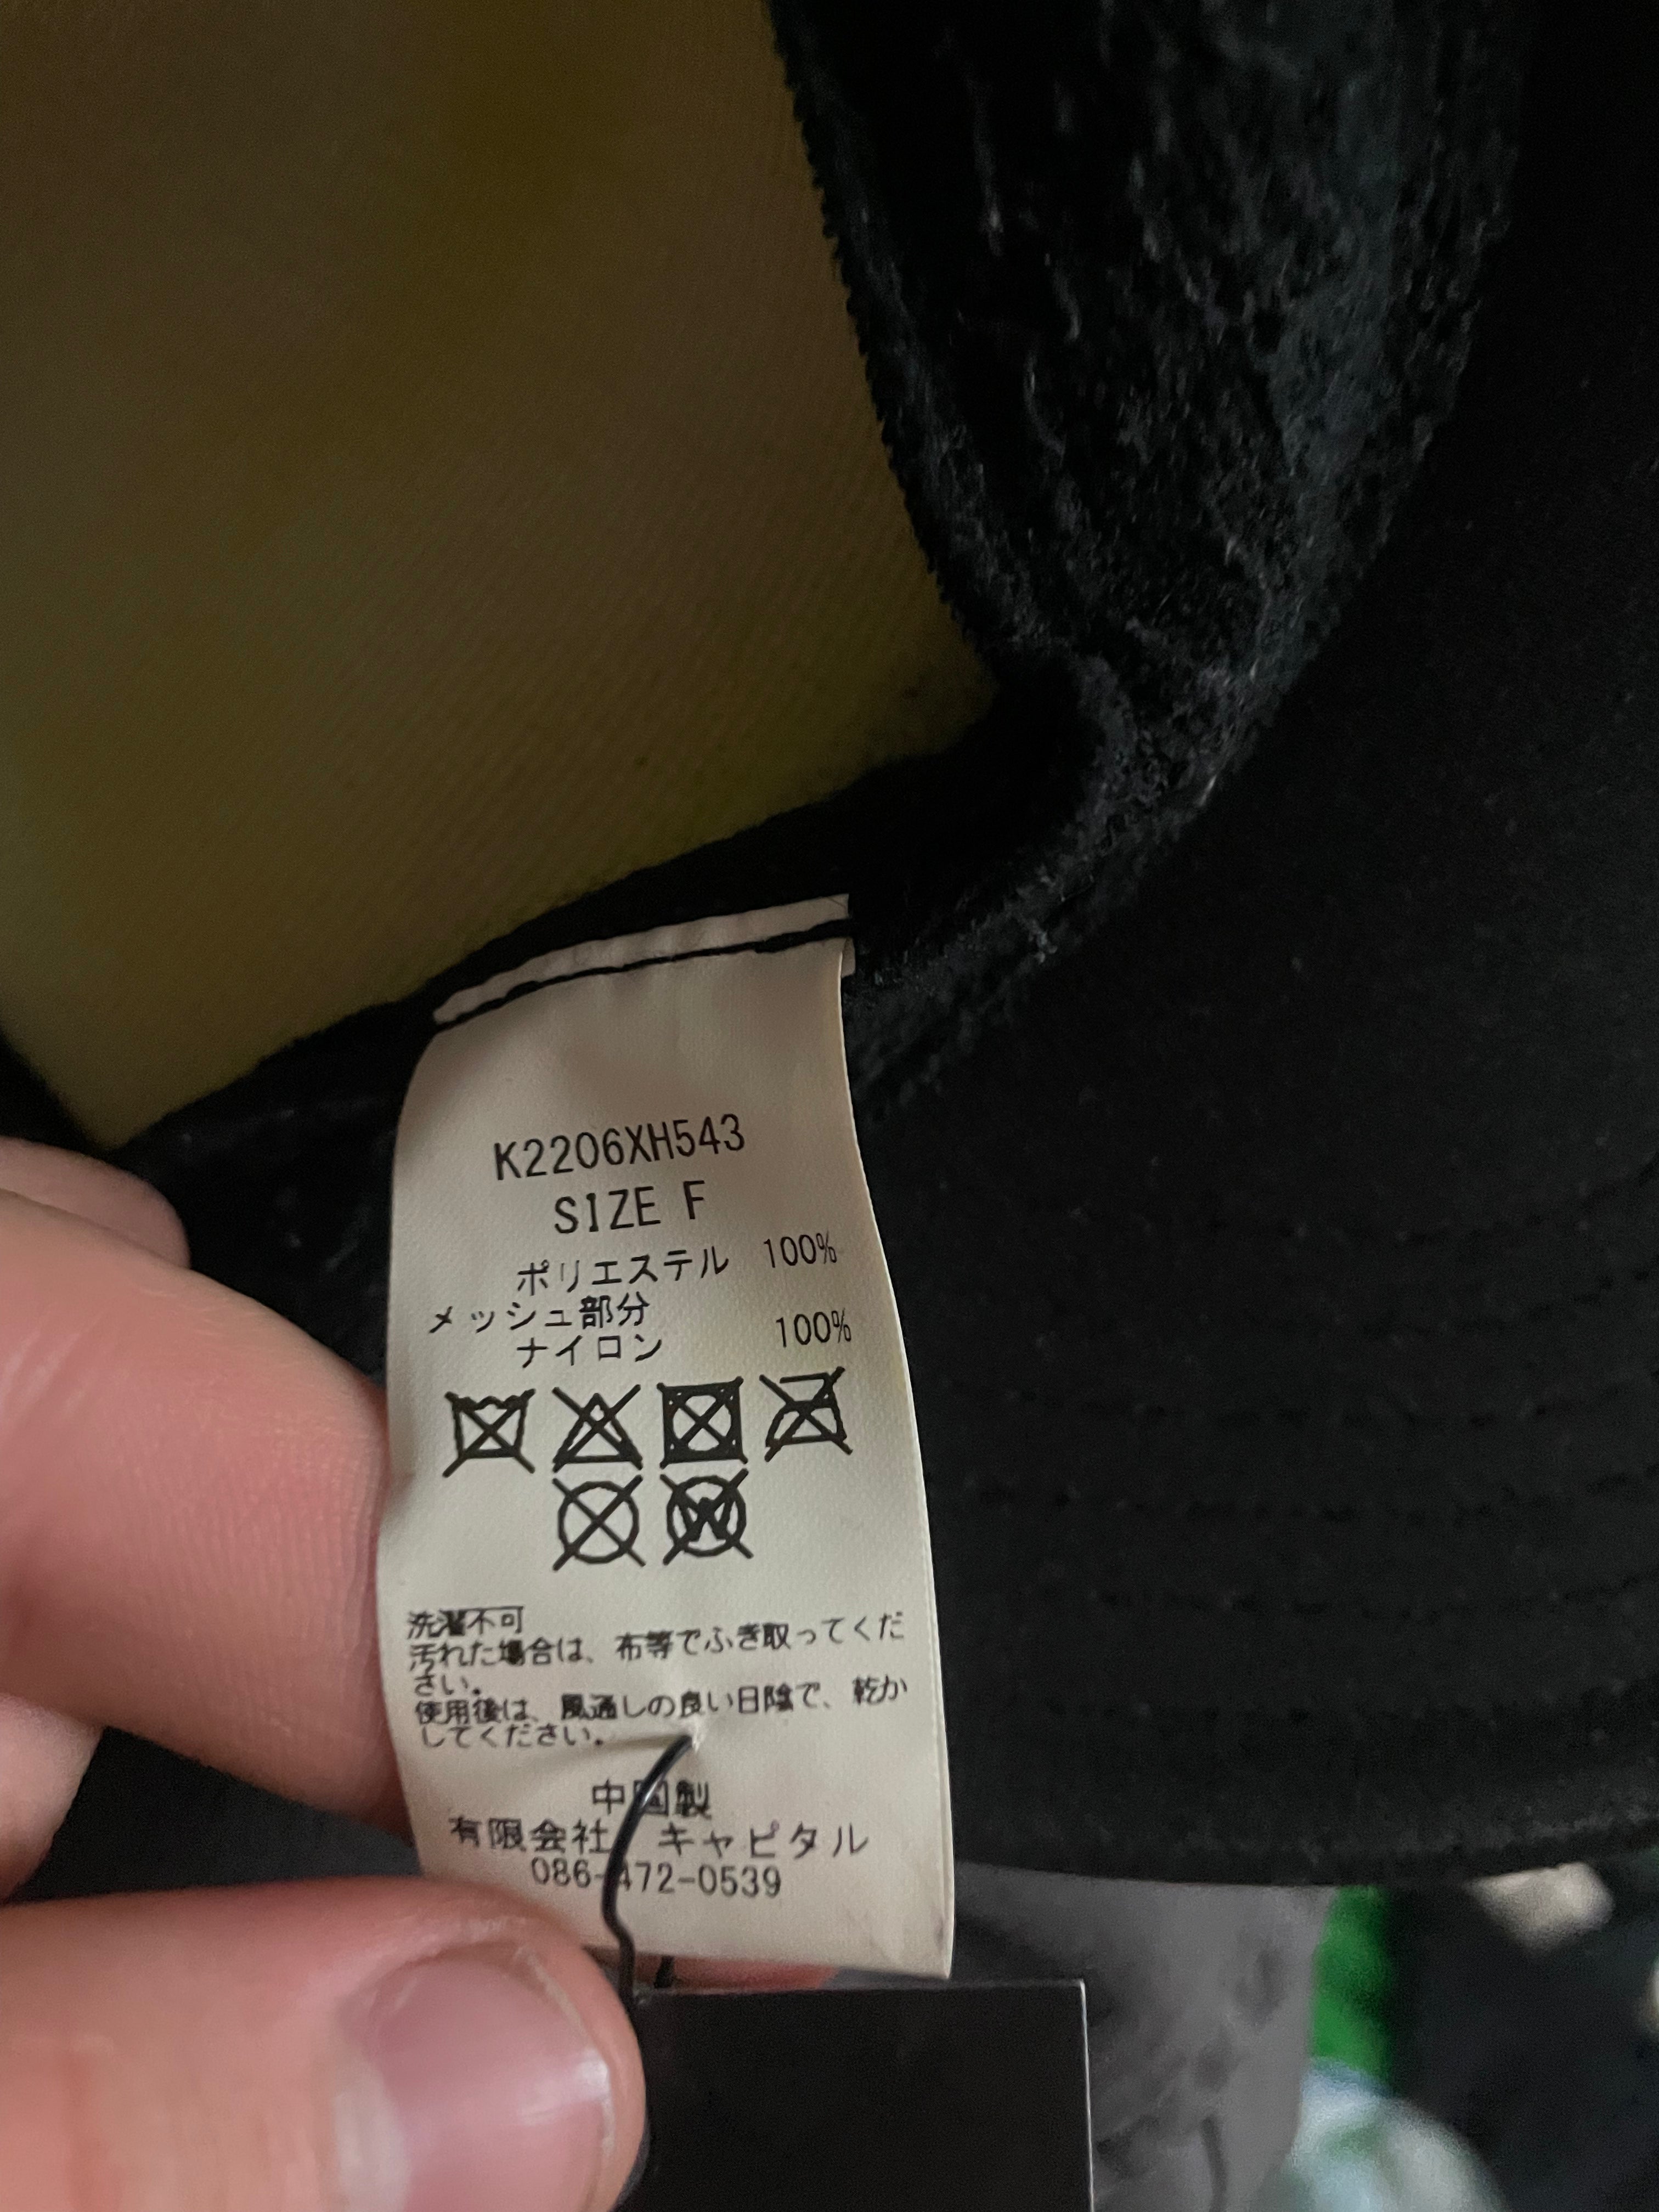 K2206XH543
SIZE F
ポリエステル 100%
メッシュ部分
ナイロン 100%
W
洗濯不可
汚れた場合は、布等でふき取ってくだ
さい。
使用後は、風通しの良い日陰で、乾か
してください。
中国製
有限会社 キャピタル
086-472-0539